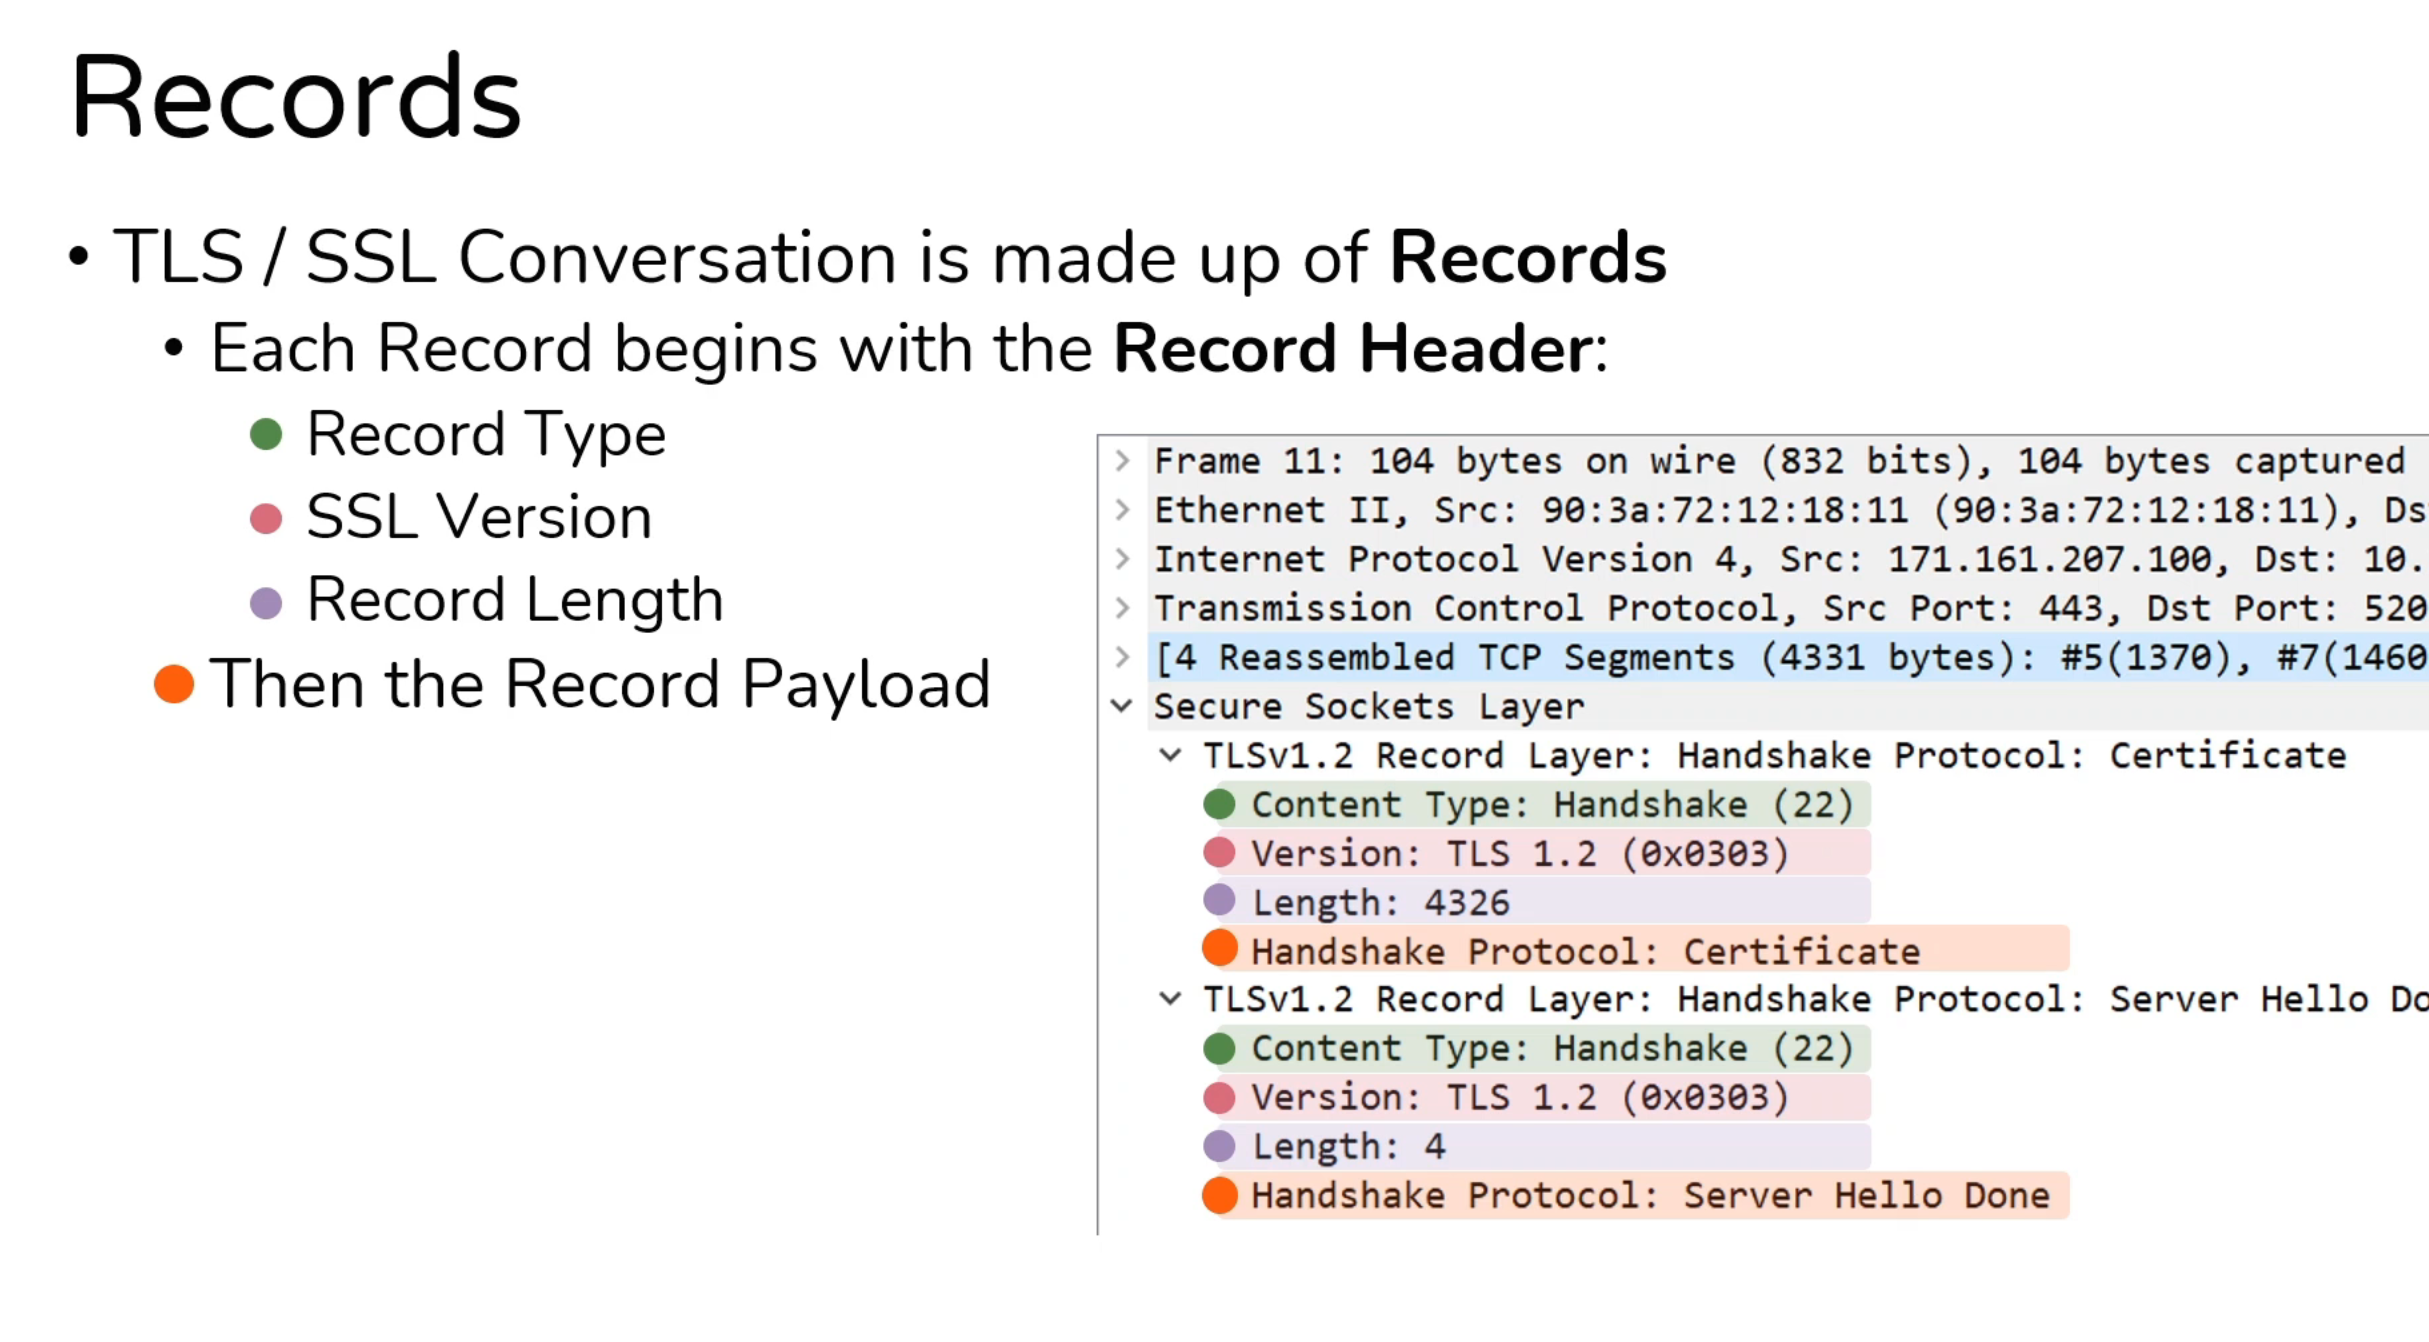 Records
• TLS / SSL Conversation is made up of Records
• Each Record begins with the Record Header:
Record Type
SSL Version
Record Length
Then the Record Payload
Frame 11: 104 bytes on wire (832 bits), 104 bytes captured
Ethernet II, Src: 90:3a:72:12:18:11 (90:3a:72:12:18:11), Ds
Internet Protocol Version 4, Src: 171.161.207.100, Dst: 10.
Transmission Control Protocol, Src Port: 443, Dst Port: 520
[4 Reassembled TCP Segments (4331 bytes): #5(1370), #7(1460
Secure Sockets Layer
TLSv1.2 Record Layer: Handshake Protocol: Certificate
Content Type: Handshake (22)
Version: TLS 1.2 (0x0303)
Length: 4326
Handshake Protocol: Certificate
TLSv1.2 Record Layer: Handshake Protocol: Server Hello Do
Content Type: Handshake (22)
Version: TLS 1.2 (0x0303)
Length: 4
Handshake Protocol: Server Hello Done